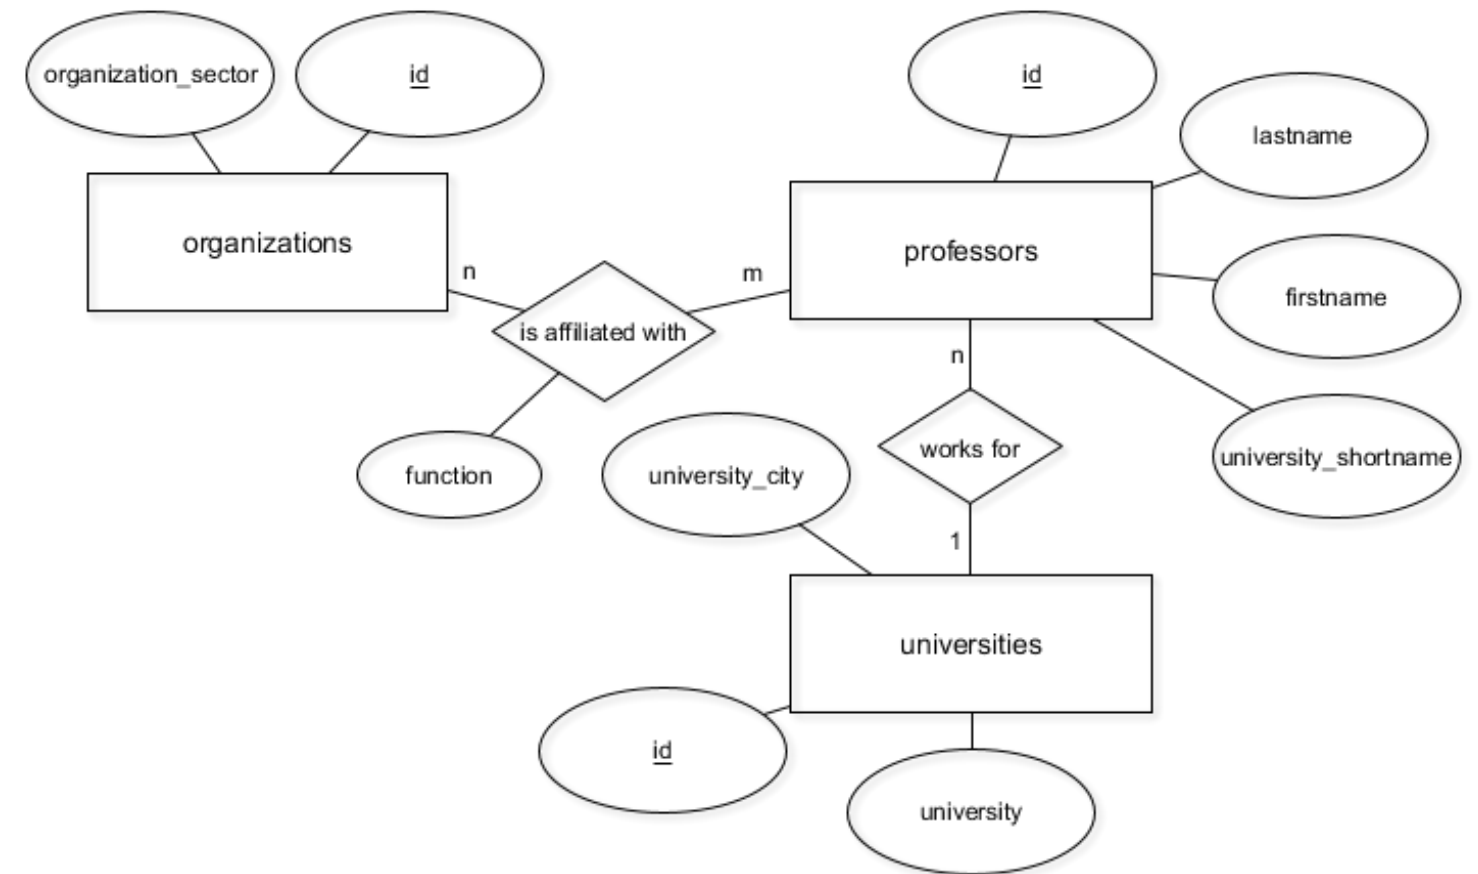 organization_sector
id
id
lastname
organizations
professors
n
m
firstname
is affiliated with
n
function
university_city
works for
university_shortname
1
universities
id
university